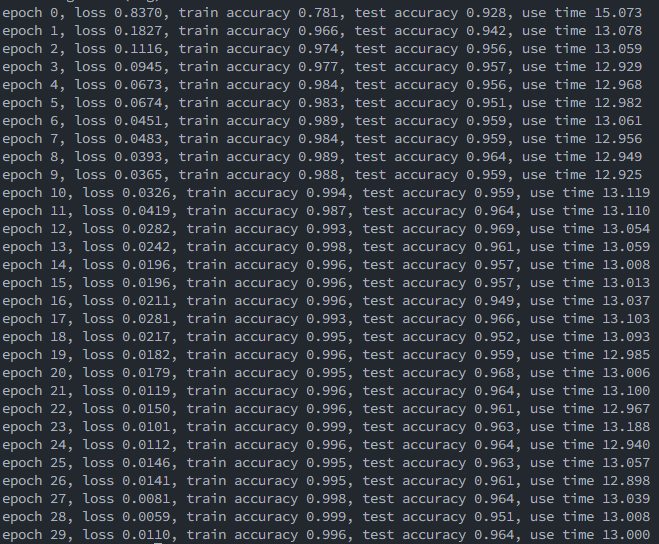 epoch 0, loss 0.8370, train accuracy 0.781, test accuracy 0.928, use time 15.073
epoch 1, loss 0.1827, train accuracy 0.966, test accuracy 0.942, use time 13.078
epoch 2, loss 0.1116, train accuracy 0.974, test accuracy 0.956, use time 13.059
epoch 3, loss 0.0945, train accuracy 0.977, test accuracy 0.957, use time 12.929
epoch 4, loss 0.0673, train accuracy 0.984, test accuracy 0.956, use time 12.968
epoch 5, loss 0.0674, train accuracy 0.983, test accuracy 0.951, use time 12.982
epoch 6, loss 0.0451, train accuracy 0.989, test accuracy 0.959, use time 13.061
epoch 7, loss 0.0483, train accuracy 0.984, test accuracy 0.959, use time 12.956
epoch 8, loss 0.0393, train accuracy 0.989, test accuracy 0.964, use time 12.949
epoch 9, loss 0.0365, train accuracy 0.988, test accuracy 0.959, use time 12.925
epoch 10, loss 0.0326, train accuracy 0.994, test accuracy 0.959, use time 13.119
epoch 11, loss 0.0419, train accuracy 0.987, test accuracy 0.964, use time 13.110
epoch 12, loss 0.0282, train accuracy 0.993, test accuracy 0.969, use time 13.054
epoch 13, loss 0.0242, train accuracy 0.998, test accuracy 0.961, use time 13.059
epoch 14, loss 0.0196, train accuracy 0.996, test accuracy 0.957, use time 13.008
epoch 15, loss 0.0196, train accuracy 0.996, test accuracy 0.957, use time 13.013
epoch 16, loss 0.0211, train accuracy 0.996, test accuracy 0.949, use time 13.037
epoch 17, loss 0.0281, train accuracy 0.993, test accuracy 0.966, use time 13.103
epoch 18, loss 0.0217, train accuracy 0.995, test accuracy 0.952, use time 13.093
epoch 19, loss 0.0182, train accuracy 0.996, test accuracy 0.959, use time 12.985
epoch 20, loss 0.0179, train accuracy 0.995, test accuracy 0.968, use time 13.006
epoch 21, loss 0.0119, train accuracy 0.996, test accuracy 0.964, use time 13.100
epoch 22, loss 0.0150, train accuracy 0.996, test accuracy 0.961, use time 12.967
epoch 23, loss 0.0101, train accuracy 0.999, test accuracy 0.963, use time 13.188
epoch 24, loss 0.0112, train accuracy 0.996, test accuracy 0.964, use time 12.940
epoch 25, loss 0.0146, train accuracy 0.995, test accuracy 0.963, use time 13.057
epoch 26, loss 0.0141, train accuracy 0.995, test accuracy 0.961, use time 12.898
epoch 27, loss 0.0081, train accuracy 0.998, test accuracy 0.964, use time 13.039
epoch 28, loss 0.0059, train accuracy 0.999, test accuracy 0.951, use time 13.008
epoch 29, loss 0.0110, train accuracy 0.996, test accuracy 0.964, use time 13.000